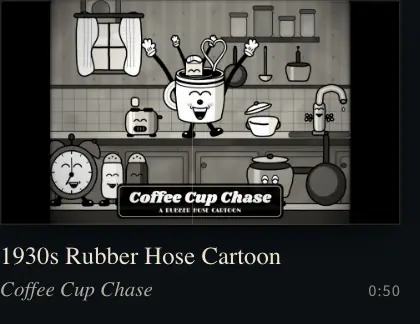 Coffee Cup Chase
A RUBBER HOSE CARTOON
1930s Rubber Hose Cartoon
Coffee Cup Chase
0:50